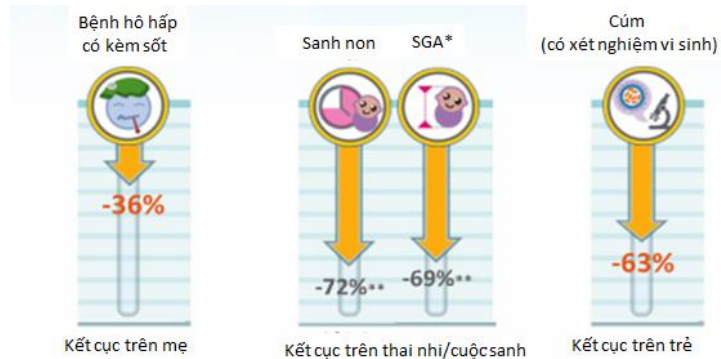 Bệnh hô hấp
có kèm sốt
Sanh non
SGA*
Cúm
(có xét nghiệm vi sinh)
-36%
-72%**
-69%**
-63%
Kết cục trên mẹ
Kết cục trên thai nhi/cuộc sanh
Kết cục trên trẻ